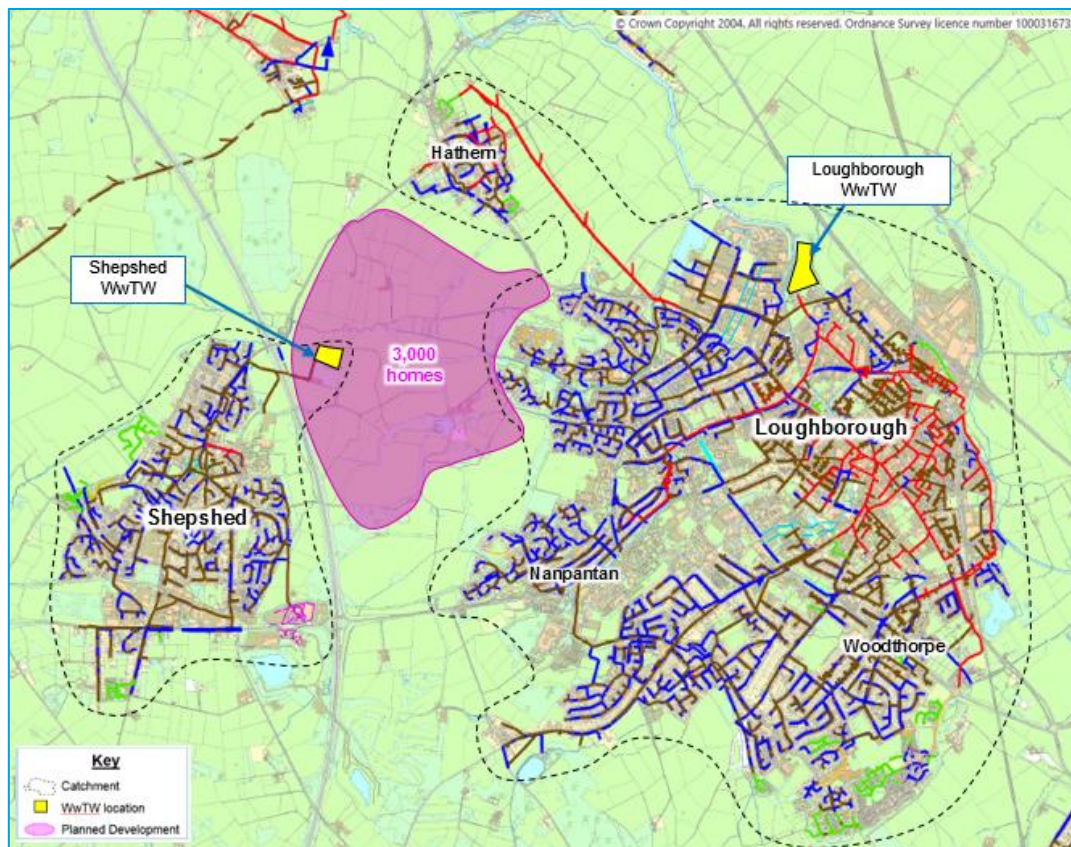 © Crown Copyright 2004. All rights reserved. Ordnance Survey licence number 100031673
Hathern
Loughborough
WwTW
Shepshed
WwTW
3,000
homes
Loughborough
Shepshed
Nanpantan
Woodthorpe
Key
Catchment
WwTW location
Planned Development